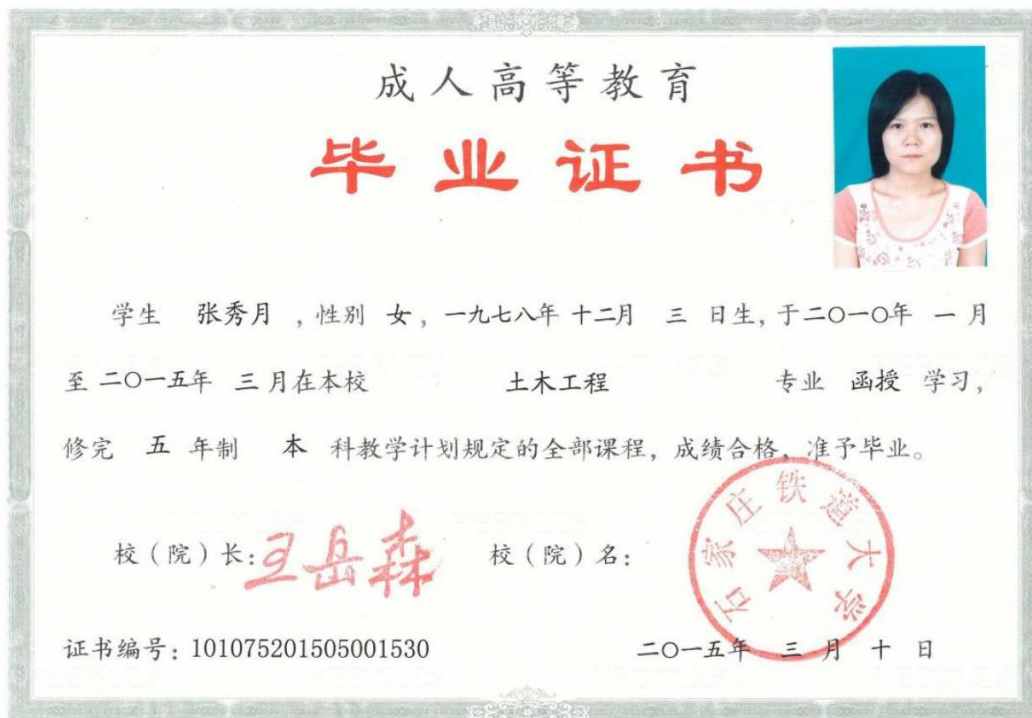 成人高等教育
毕业证书
学生 张秀月 ，性别 女，一九七八年 十二月 三 日生，于二〇一〇年 一 月
至 二〇一五年 三 月在本校 土木工程 专业 函授 学习，
修完 五 年制 本 科教学计划规定的全部课程，成绩合格，准予毕业。
校（院）长：王岳森 校（院）名：
石家庄铁道大学
证书编号：101075201505001530 二〇一五年 三 月 十 日